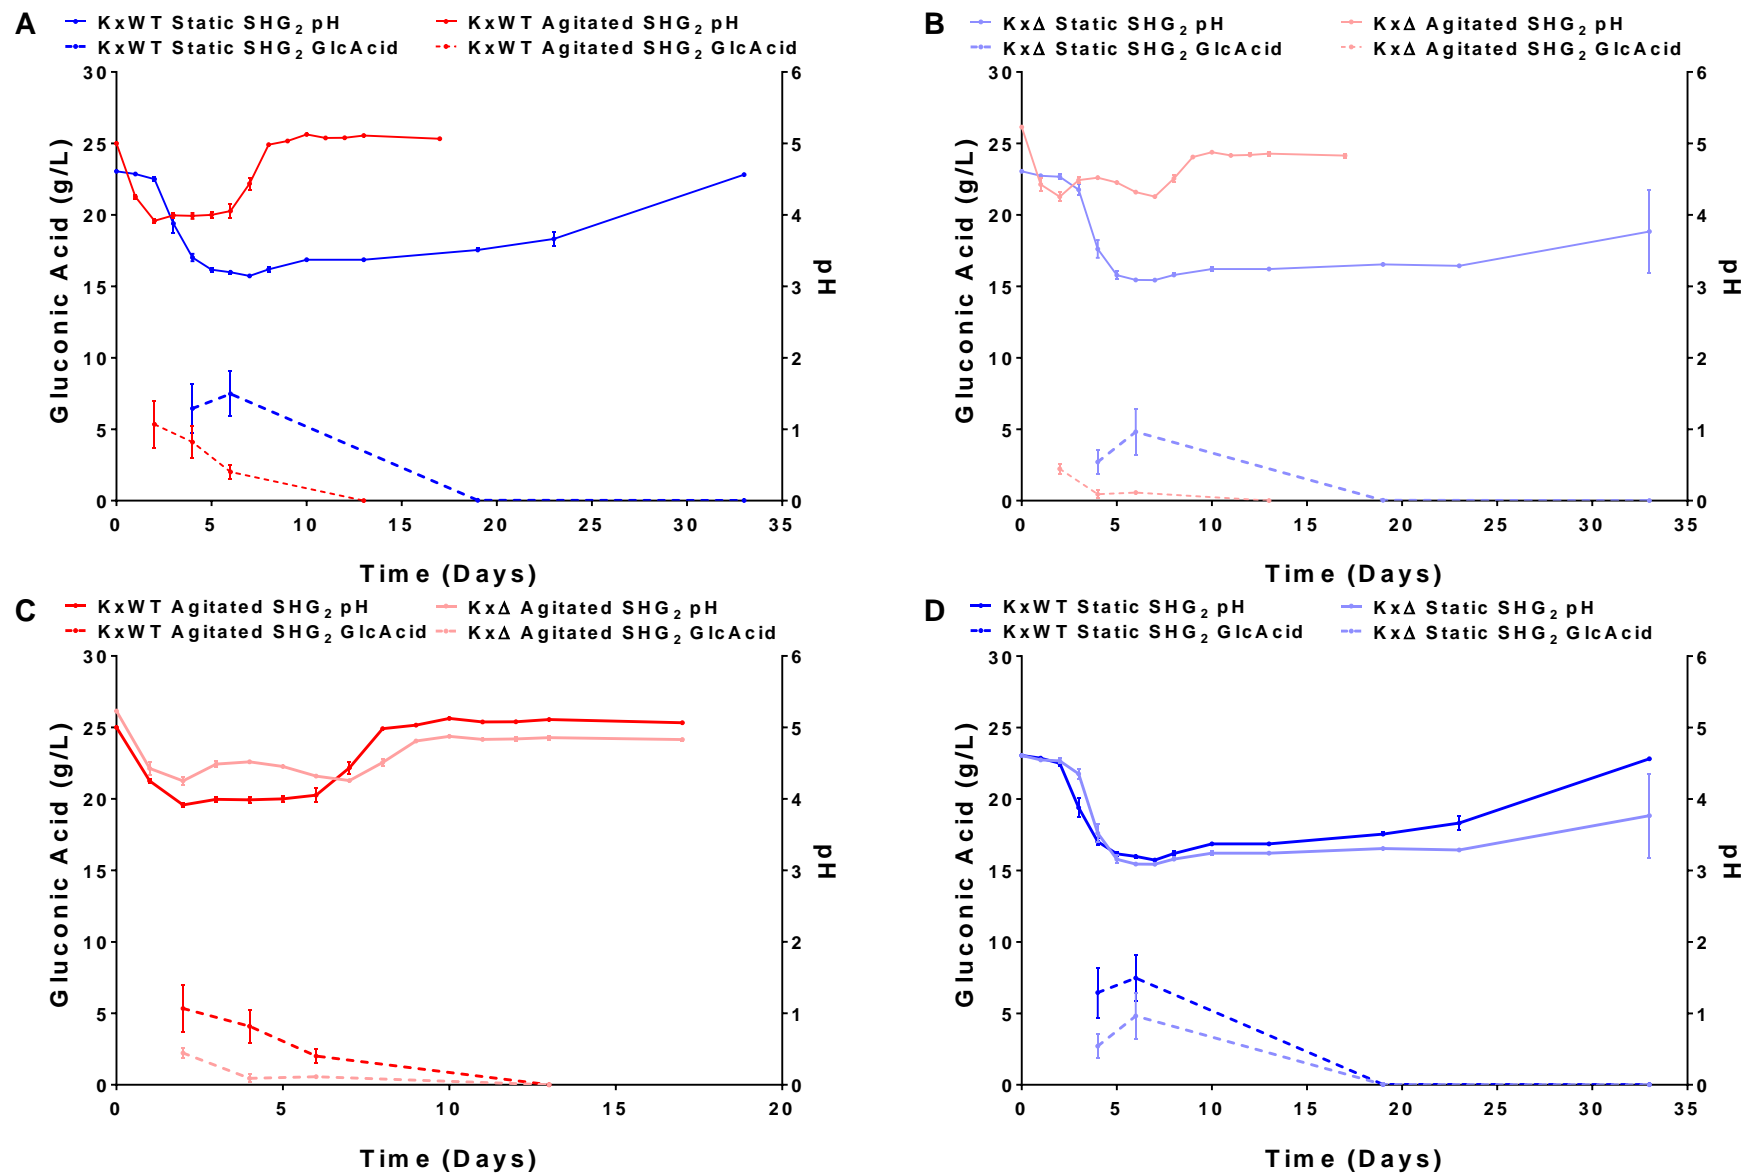 A
KxWT Static SHG2 pH
KxWT Agitated SHG2 pH
KxWT Static SHG2 GlcAcid
KxWT Agitated SHG2 GlcAcid
Gluconic Acid (g/L)
30
25
20
15
10
5
0
6
5
4
3
2
1
0
pH
0 5 10 15 20 25 30 35
Time (Days)
B
KxΔ Static SHG2 pH
KxΔ Agitated SHG2 pH
KxΔ Static SHG2 GlcAcid
KxΔ Agitated SHG2 GlcAcid
Gluconic Acid (g/L)
30
25
20
15
10
5
0
6
5
4
3
2
1
0
pH
0 5 10 15 20 25 30 35
Time (Days)
C
KxWT Agitated SHG2 pH
KxΔ Agitated SHG2 pH
KxWT Agitated SHG2 GlcAcid
KxΔ Agitated SHG2 GlcAcid
Gluconic Acid (g/L)
30
25
20
15
10
5
0
6
5
4
3
2
1
0
pH
0 5 10 15 20
Time (Days)
D
KxWT Static SHG2 pH
KxΔ Static SHG2 pH
KxWT Static SHG2 GlcAcid
KxΔ Static SHG2 GlcAcid
Gluconic Acid (g/L)
30
25
20
15
10
5
0
6
5
4
3
2
1
0
pH
0 5 10 15 20 25 30 35
Time (Days)